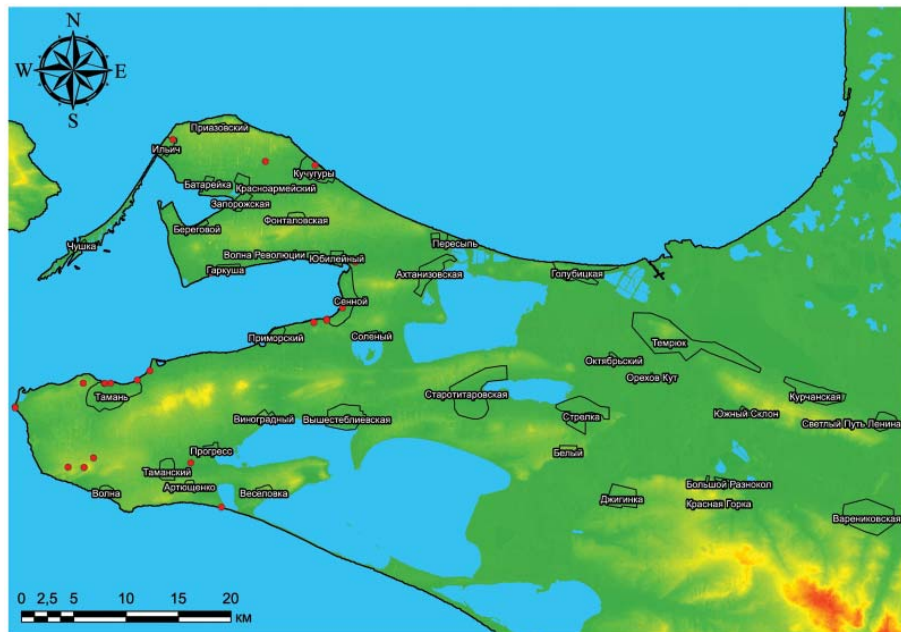 N
W E
S
Приазовский
Ильич
Кучугуры
Батарейка
Красноармейский
Запорожская
Фонталовская
Береговой
Чушка
Волна Революции
Юбилейный
Пересыпь
Гаркуша
Ахтанизовская
Голубицкая
Сенной
Приморский
Солёный
Темрюк
Октябрьский
Орехов Кут
Тамань
Старотитаровская
Курчанская
Виноградный
Вышестеблиевская
Стрелка
Южный Склон
Светлый Путь Ленина
Прогресс
Белый
Таманский
Артющенко
Волна
Веселовка
Джигинка
Большой Разнокол
Красная Горка
Варениковская
0 2,5 5 10 15 20
км